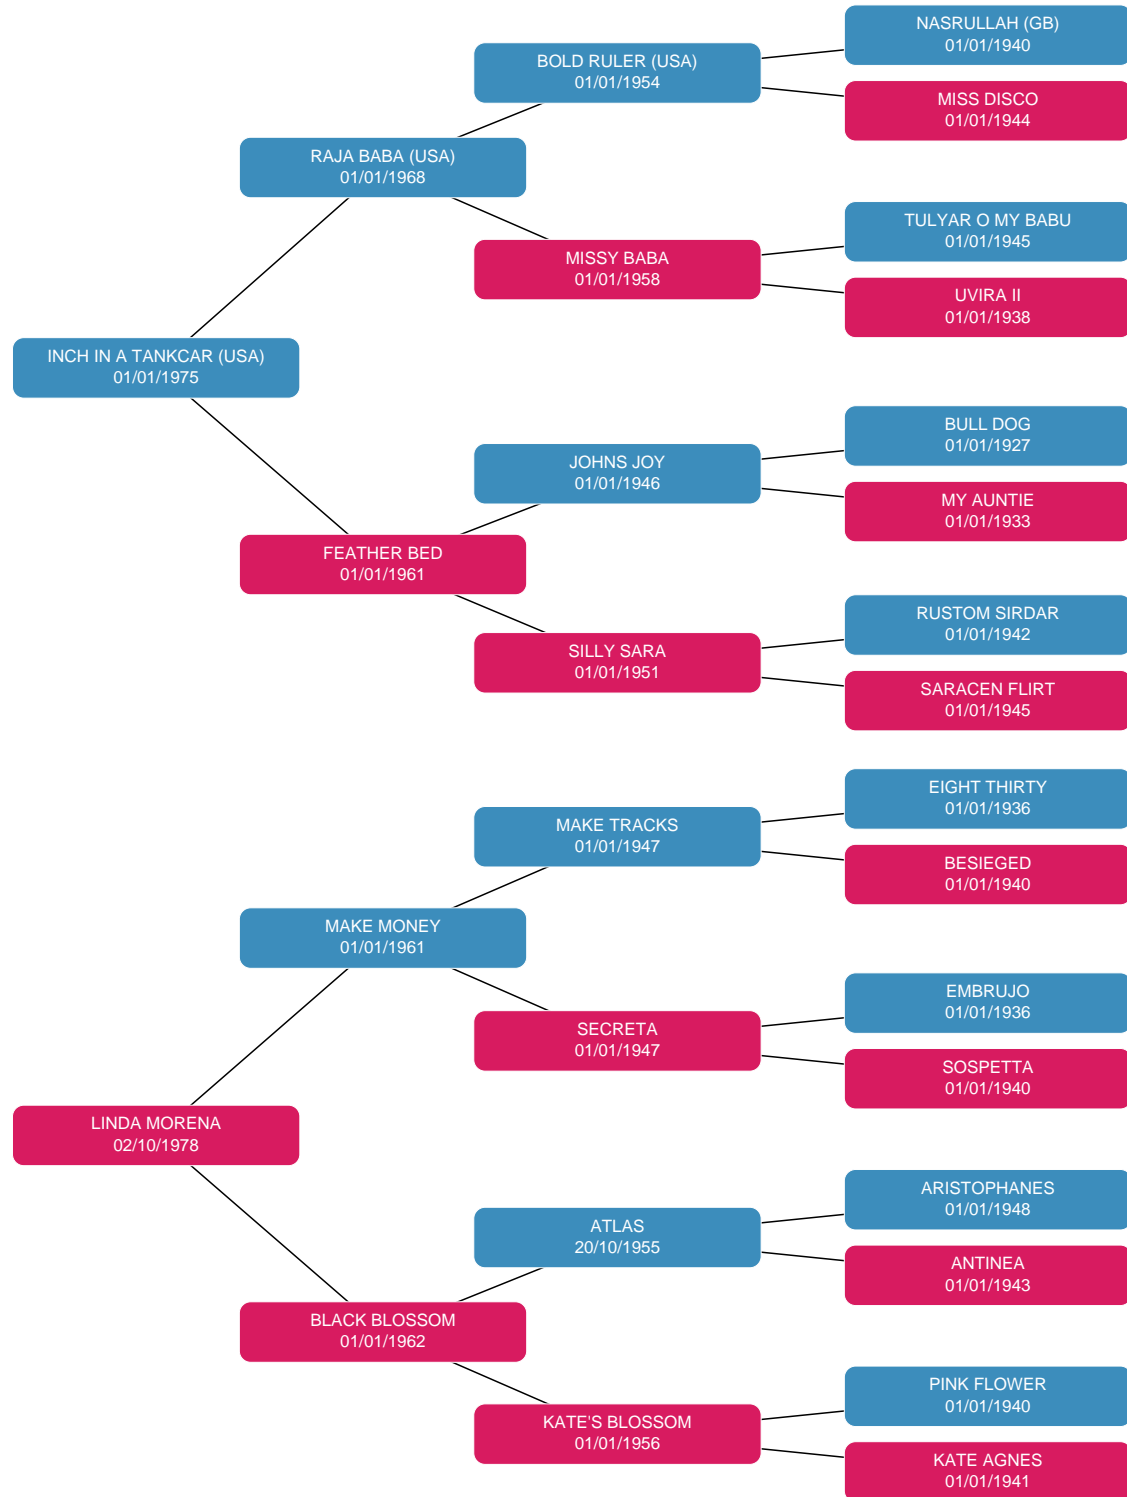 NASRULLAH (GB)
01/01/1940
BOLD RULER (USA)
01/01/1954
MISS DISCO
01/01/1944
RAJA BABA (USA)
01/01/1968
TULYAR O MY BABU
01/01/1945
MISSY BABA
01/01/1958
UVIRA II
01/01/1938
INCH IN A TANKCAR (USA)
01/01/1975
BULL DOG
01/01/1927
JOHNS JOY
01/01/1946
MY AUNTIE
01/01/1933
FEATHER BED
01/01/1961
RUSTOM SIRDAR
01/01/1942
SILLY SARA
01/01/1951
SARACEN FLIRT
01/01/1945
EIGHT THIRTY
01/01/1936
MAKE TRACKS
01/01/1947
BESIEGED
01/01/1940
MAKE MONEY
01/01/1961
EMBRUJO
01/01/1936
SECRETA
01/01/1947
SOSPETTA
01/01/1940
LINDA MORENA
02/10/1978
ARISTOPHANES
01/01/1948
ATLAS
20/10/1955
ANTINEA
01/01/1943
BLACK BLOSSOM
01/01/1962
PINK FLOWER
01/01/1940
KATE'S BLOSSOM
01/01/1956
KATE AGNES
01/01/1941